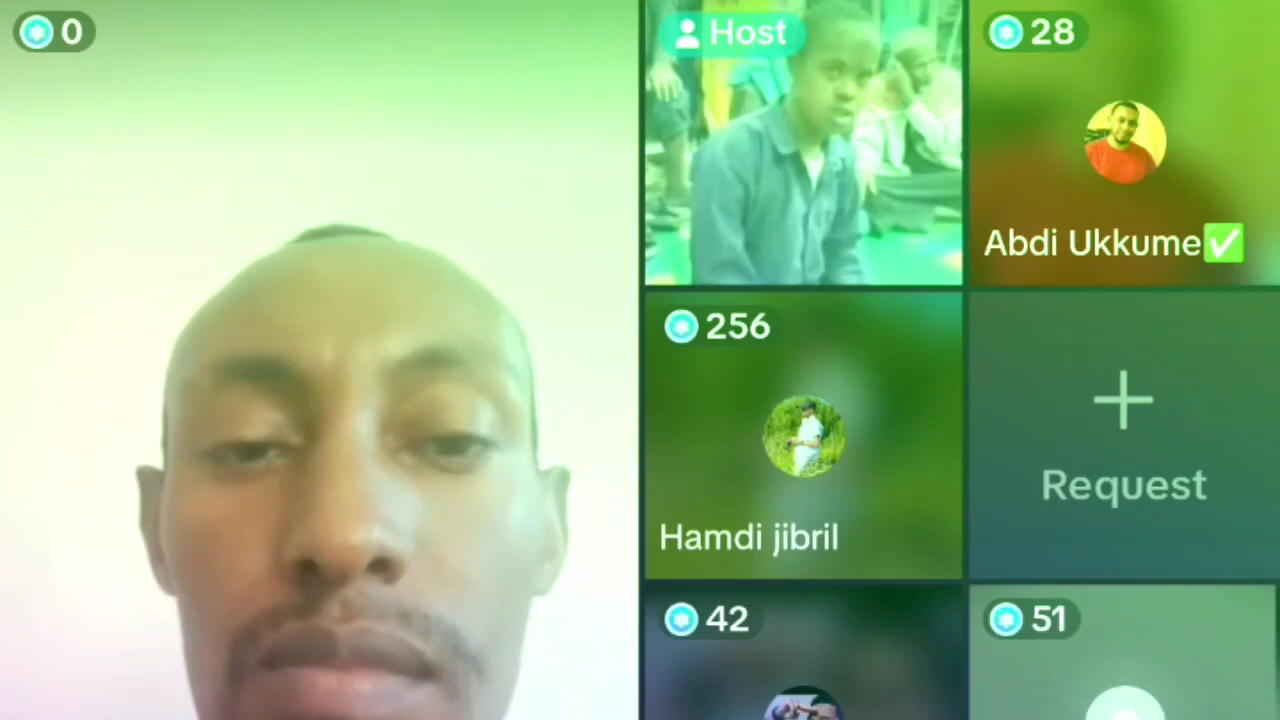 0
Host
28
Abdi Ukkume✅
256
Hamdi jibril
Request
42
51